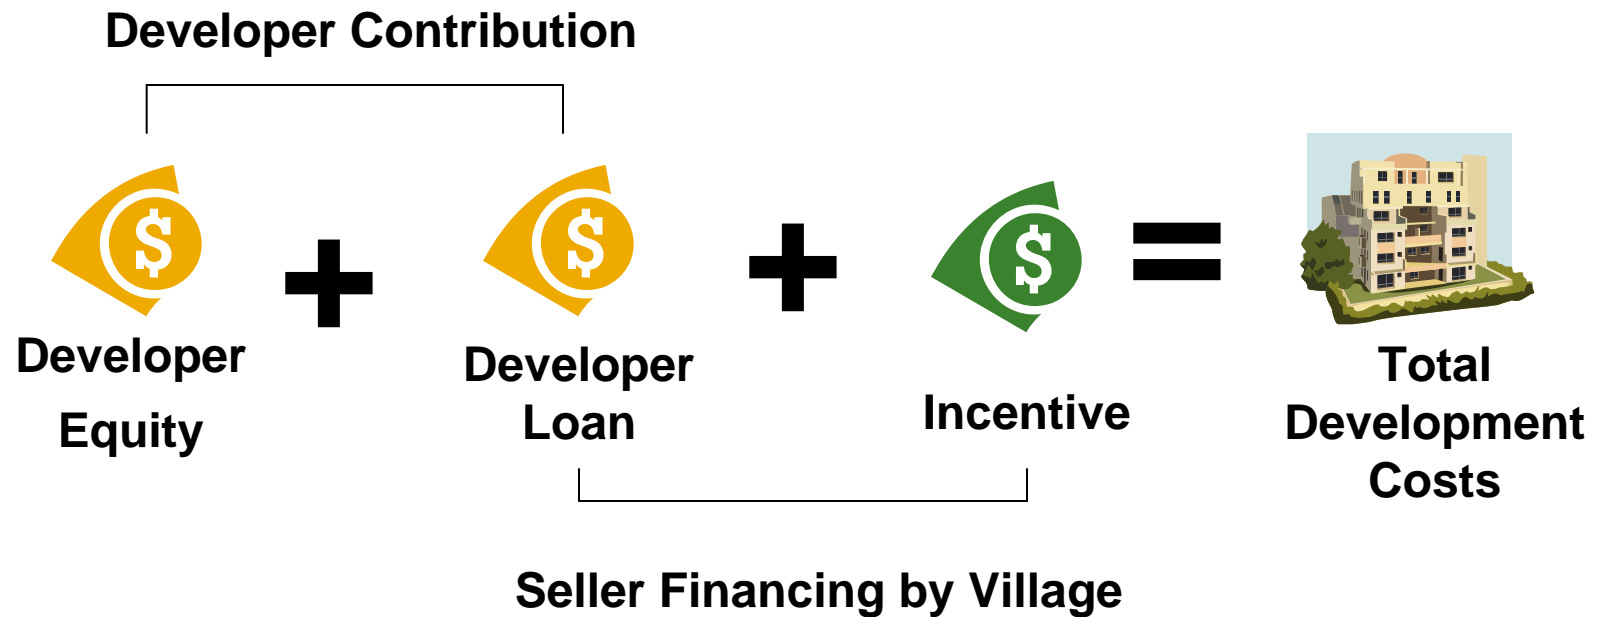 Developer Contribution
$
+
$
+
$
=
Developer
Equity
Developer
Loan
Incentive
Total
Development
Costs
Seller Financing by Village